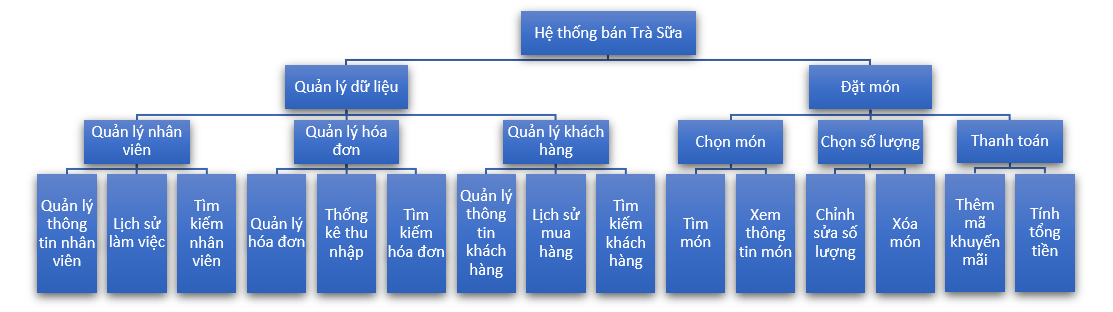 Hệ thống bán Trà Sữa
Quản lý dữ liệu
Đặt món
Quản lý nhân
viên
Quản lý hóa
đơn
Quản lý khách
hàng
Chọn món
Chọn số lượng
Thanh toán
Quản lý
thông
tin nhân
viên
Lịch sử
làm việc
Tìm
kiếm
nhân
viên
Quản lý
hóa đơn
Thống
kê thu
nhập
Tìm
kiếm
hóa đơn
Quản lý
thông
tin
khách
hàng
Lịch sử
mua
hàng
Tìm
kiếm
khách
hàng
Tìm
món
Xem
thông
tin món
Chỉnh
sửa số
lượng
Xóa
món
Thêm
mã
khuyến
mãi
Tính
tổng
tiền